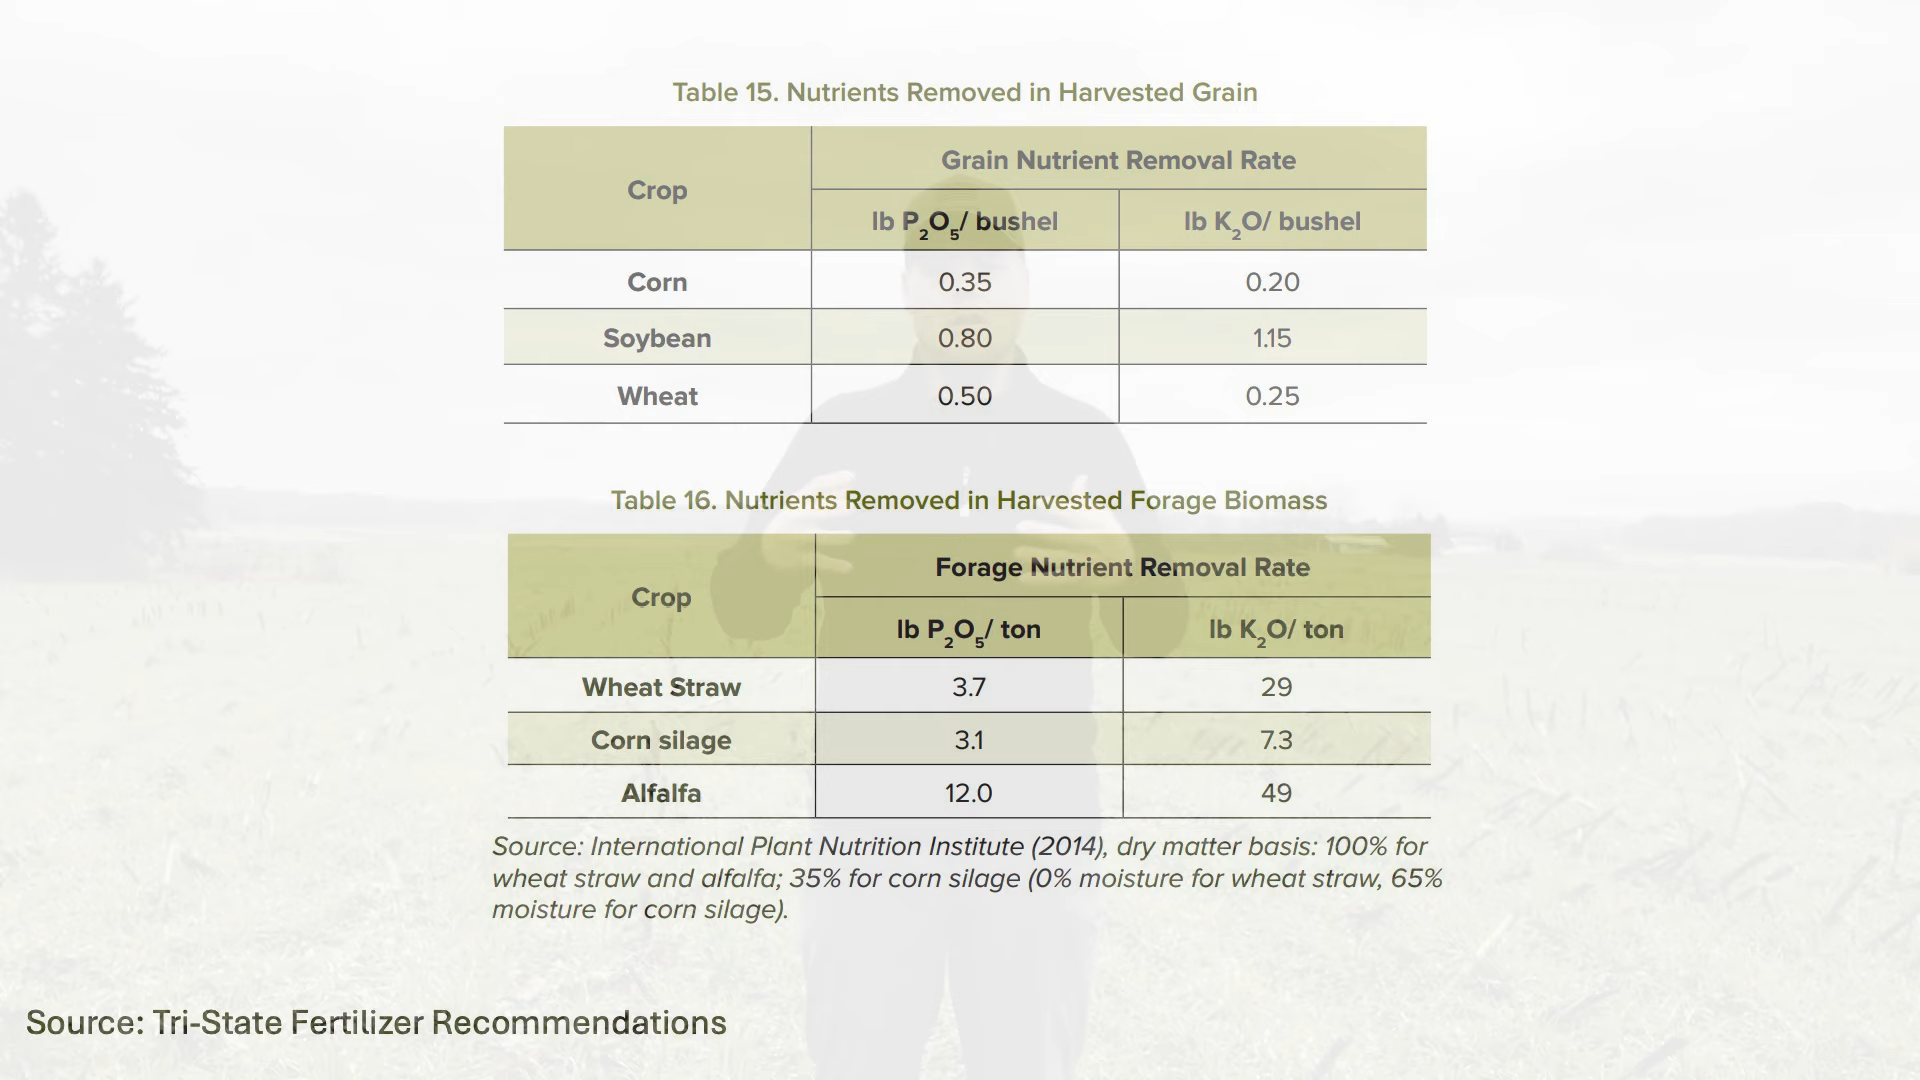 Table 15. Nutrients Removed in Harvested Grain
Crop
Grain Nutrient Removal Rate
lb P₂O₅/ bushel
lb K₂O/ bushel
Corn 0.35 0.20
Soybean 0.80 1.15
Wheat 0.50 0.25
Table 16. Nutrients Removed in Harvested Forage Biomass
Crop
Forage Nutrient Removal Rate
lb P₂O₅/ ton
lb K₂O/ ton
Wheat Straw 3.7 29
Corn silage 3.1 7.3
Alfalfa 12.0 49
Source: International Plant Nutrition Institute (2014), dry matter basis: 100% for
wheat straw and alfalfa; 35% for corn silage (0% moisture for wheat straw, 65%
moisture for corn silage).
Source: Tri-State Fertilizer Recommendations